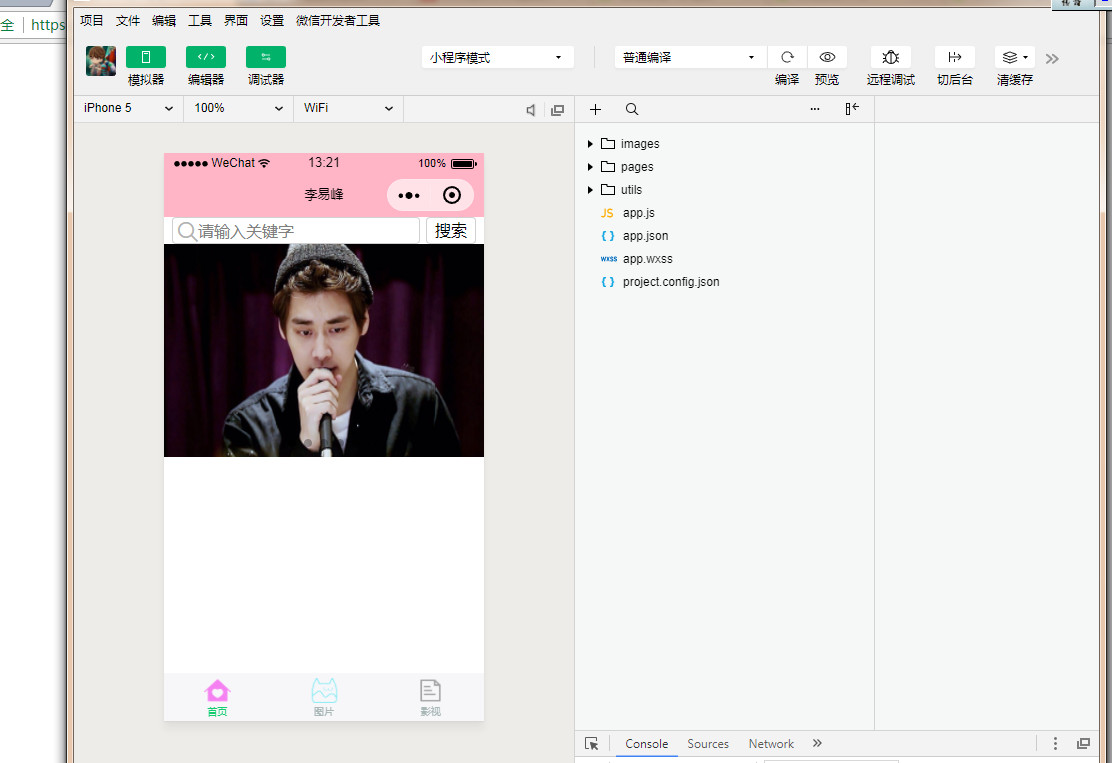 全 https
项目 文件 编辑 工具 界面 设置 微信开发者工具
小程序模式 普通编译
模拟器 编辑器 调试器 编译 预览 远程调试 切后台 清缓存
iPhone 5 100% WiFi
WeChat 13:21 100%
李易峰
请输入关键字 搜索
首页 图片 影视
images
pages
utils
JS app.js
{ } app.json
wxss app.wxss
{ } project.config.json
Console Sources Network